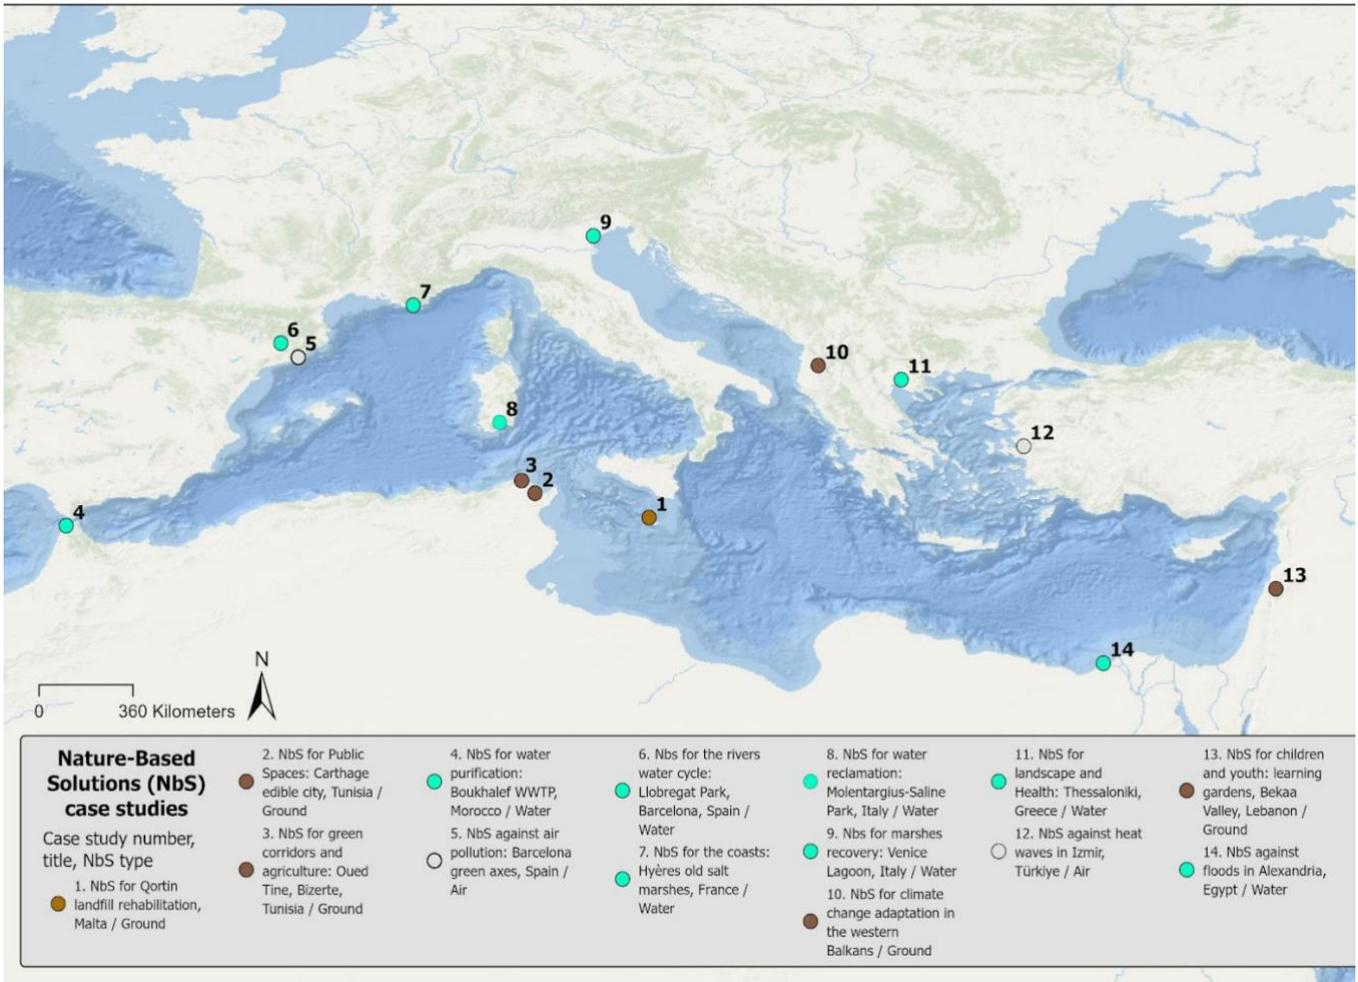 9
7
6
5
10
11
8
12
3
2
1
4
13
14
N
0 360 Kilometers
Nature-Based
Solutions (NbS)
case studies
Case study number,
title, NbS type
1. NbS for Qortin
landfill rehabilitation,
Malta / Ground
2. NbS for Public
Spaces: Carthage
edible city, Tunisia /
Ground
3. NbS for green
corridors and
agriculture: Oued
Tine, Bizerte,
Tunisia / Ground
4. NbS for water
purification:
Boukhalef WWTP,
Morocco / Water
5. NbS against air
pollution: Barcelona
green axes, Spain /
Air
6. Nbs for the rivers
water cycle:
Llobregat Park,
Barcelona, Spain /
Water
7. NbS for the coasts:
Hyères old salt
marshes, France /
Water
8. NbS for water
reclamation:
Molentargius-Saline
Park, Italy / Water
9. Nbs for marshes
recovery: Venice
Lagoon, Italy / Water
10. NbS for climate
change adaptation in
the western
Balkans / Ground
11. NbS for
landscape and
Health: Thessaloniki,
Greece / Water
12. NbS against heat
waves in Izmir,
Türkiye / Air
13. NbS for children
and youth: learning
gardens, Bekaa
Valley, Lebanon /
Ground
14. NbS against
floods in Alexandria,
Egypt / Water